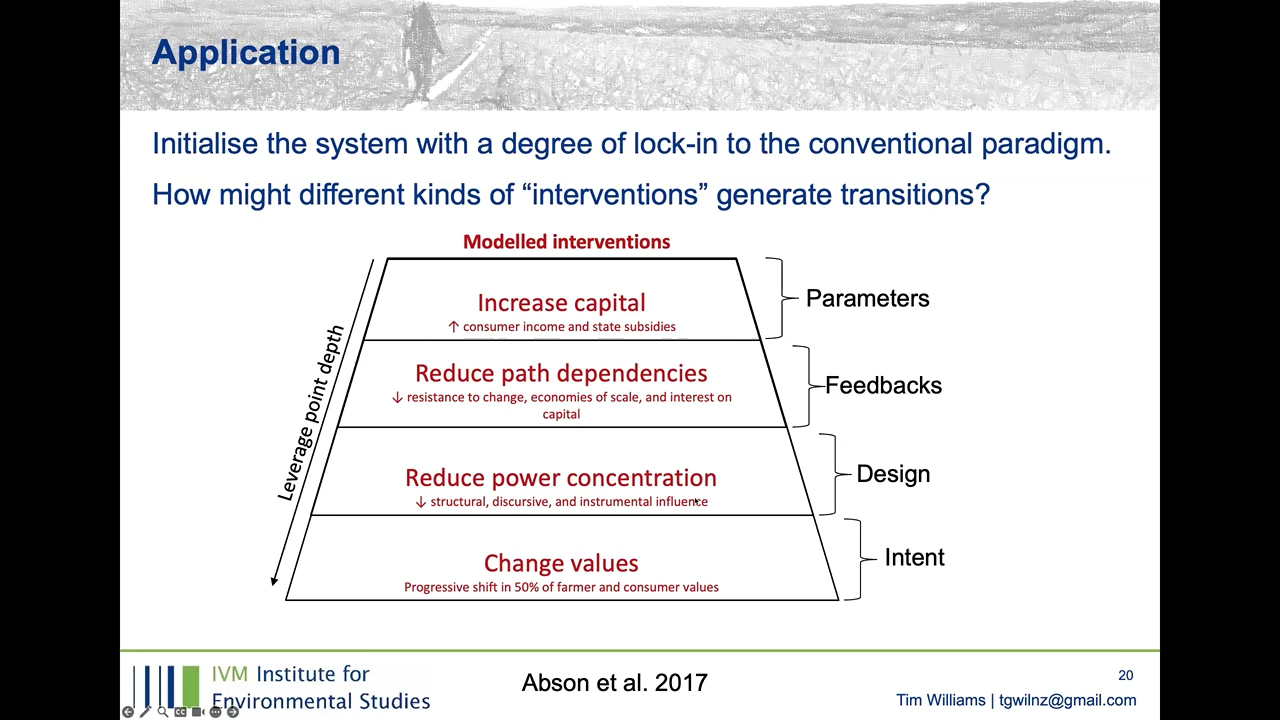 Application
Initialise the system with a degree of lock-in to the conventional paradigm.
How might different kinds of “interventions” generate transitions?
Modelled interventions
Leverage point depth
Increase capital
↑ consumer income and state subsidies
Parameters
Reduce path dependencies
↓ resistance to change, economies of scale, and interest on
capital
Feedbacks
Reduce power concentration
↓ structural, discursive, and instrumental influence
Design
Change values
Progressive shift in 50% of farmer and consumer values
Intent
IVM Institute for
Environmental Studies
Abson et al. 2017
20
Tim Williams | tgwilnz@gmail.com